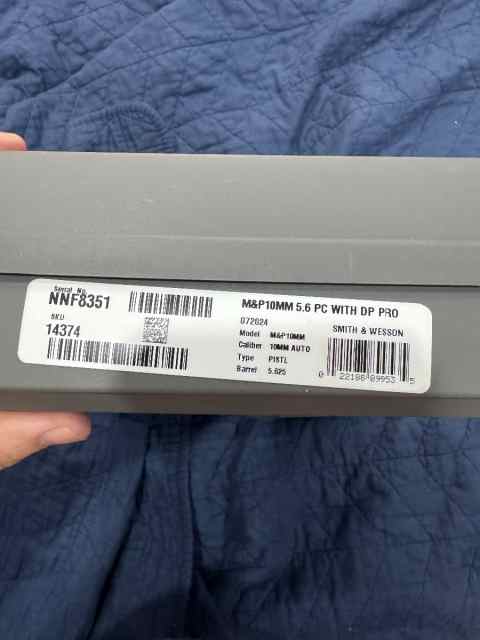 Serial No.
NNF8351
SKU
14374
M&P10MM 5.6 PC WITH DP PRO
072624
Model M&P10MM
Caliber 10MM AUTO
Type PISTL
Barrel 5.625
SMITH & WESSON
0 22188 89953 5